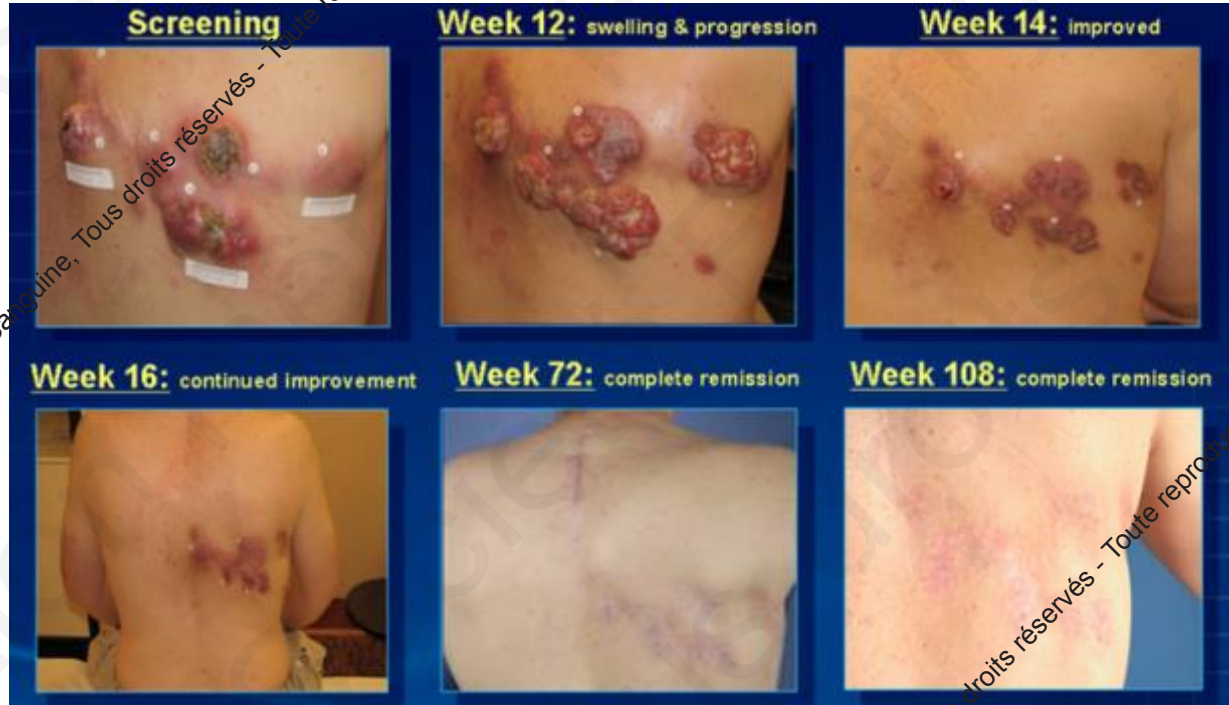 Screening
Week 12: swelling & progression
Week 14: improved
Week 16: continued improvement
Week 72: complete remission
Week 108: complete remission
sanguine, Tous droits réservés - Toute
droits réservés - Toute